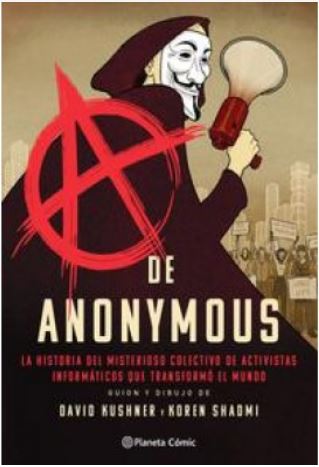 A
DE
ANONYMOUS
LA HISTORIA DEL MISTERIOSO COLECTIVO DE ACTIVISTAS
INFORMÁTICOS QUE TRANSFORMÓ EL MUNDO
GUION Y DIBUJO DE
DAVID KUSHNER Y KOREN SHADMI
Planeta Cómic